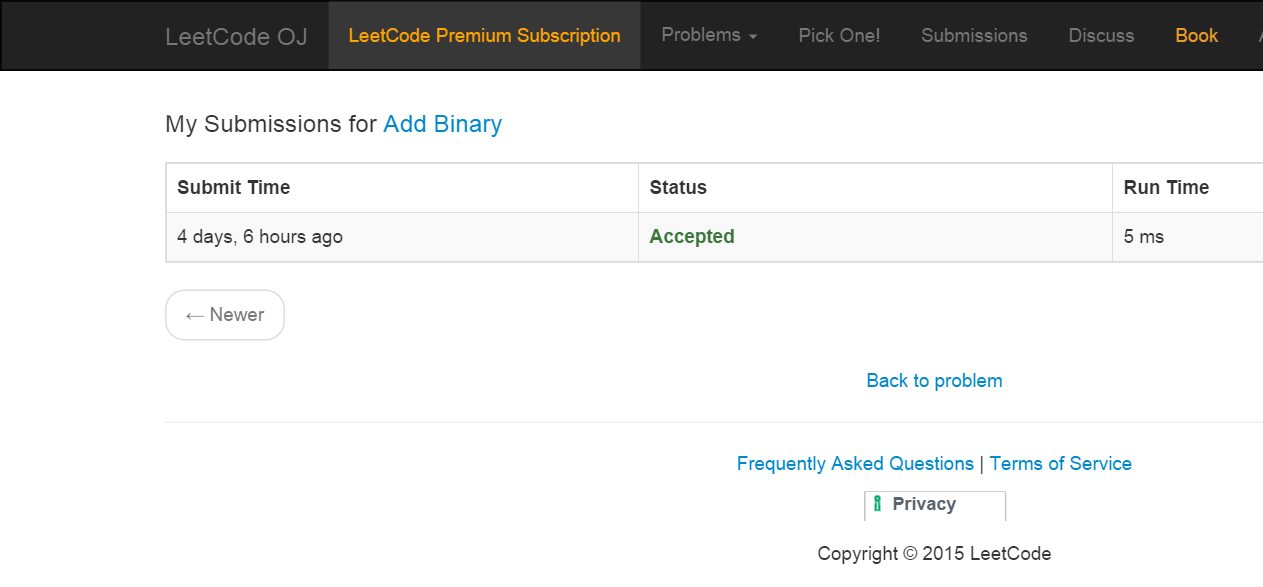 LeetCode OJ LeetCode Premium Subscription Problems Pick One! Submissions Discuss Book
My Submissions for Add Binary
Submit Time Status Run Time
4 days, 6 hours ago Accepted 5 ms
← Newer
Back to problem
Frequently Asked Questions | Terms of Service
Privacy
Copyright © 2015 LeetCode